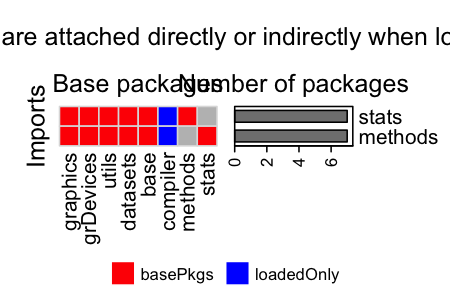 are attached directly or indirectly when lo
Base packages
Number of packages
Imports
stats
methods
0
2
4
6
graphics
grDevices
utils
datasets
base
compiler
methods
stats
basePkgs
loadedOnly